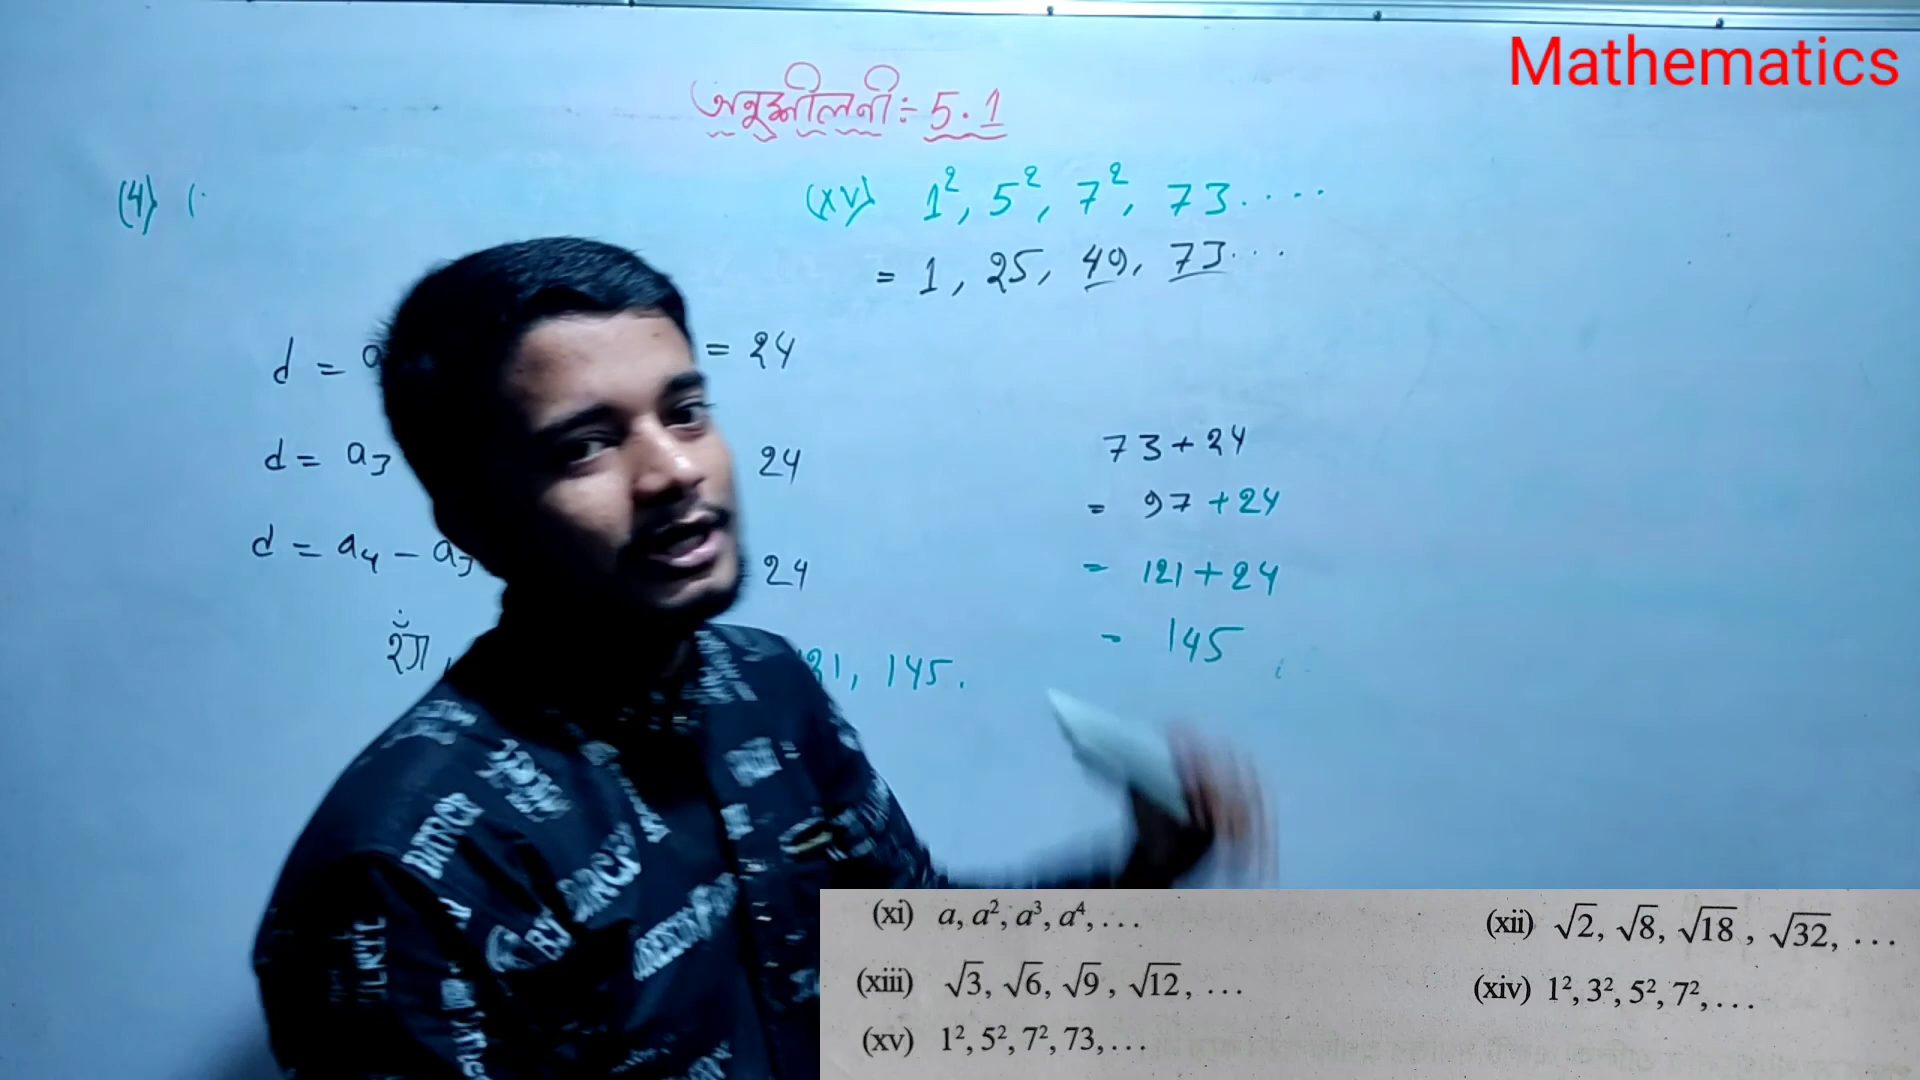 Mathematics
অনুশীলনী÷ 5.1
(4) (xv) 1², 5², 7², 73.....
= 1, 25, 49, 73...
d = a = 24
d = a₃ 24
d = a₄ - a₃ 24
73+24
= 97 +24
= 121+24
= 145
145.
(xi) a, a², a³, a⁴, ...
(xii) √2, √8, √18, √32, ...
(xiii) √3, √6, √9, √12, ...
(xiv) 1², 3², 5², 7², ...
(xv) 1², 5², 7², 73, ...